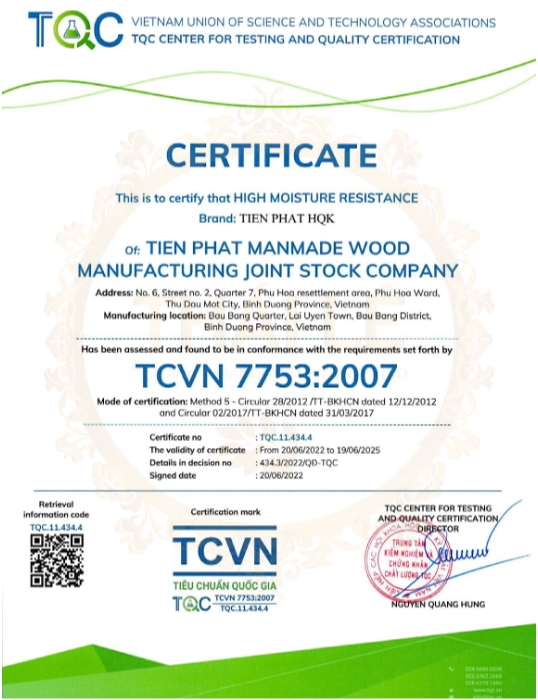 TQC
VIETNAM UNION OF SCIENCE AND TECHNOLOGY ASSOCIATIONS
TQC CENTER FOR TESTING AND QUALITY CERTIFICATION
CERTIFICATE
This is to certify that HIGH MOISTURE RESISTANCE
Brand: TIEN PHAT HQK
Of: TIEN PHAT MANMADE WOOD
MANUFACTURING JOINT STOCK COMPANY
Address: No. 6, Street no. 2, Quarter 7, Phu Hoa resettlement area, Phu Hoa Ward,
Thu Dau Mot City, Binh Duong Province, Vietnam
Manufacturing location: Bau Bang Quarter, Lai Uyen Town, Bau Bang District,
Binh Duong Province, Vietnam
Has been assessed and found to be in conformance with the requirements set forth by
TCVN 7753:2007
Mode of certification: Method 5 - Circular 28/2012 /TT-BKHCN dated 12/12/2012
and Circular 02/2017/TT-BKHCN dated 31/03/2017
Certificate no : TQC.11.434.4
The validity of certificate : From 20/06/2022 to 19/06/2025
Details in decision no : 434.3/2022/QĐ-TQC
Signed date : 20/06/2022
Retrieval
information code
TQC.11.434.4
Certification mark
TCVN
TIÊU CHUẨN QUỐC GIA
TQC
TCVN 7753:2007
TQC.11.434.4
TQC CENTER FOR TESTING
AND QUALITY CERTIFICATION
DIRECTOR
TRUNG TÂM
KIỂM NGHIỆM VÀ
CHỨNG NHẬN
CHẤT LƯỢNG TQC
NGUYEN QUANG HUNG